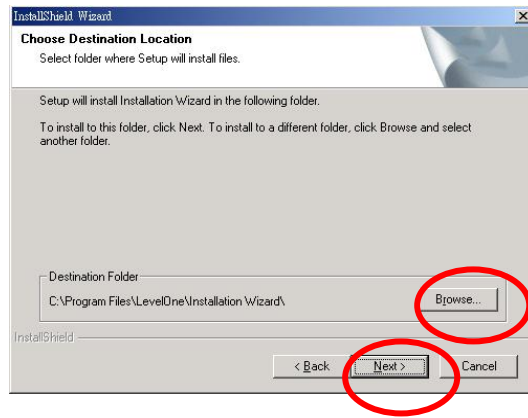 InstallShield Wizard
Choose Destination Location
Select folder where Setup will install files.
Setup will install Installation Wizard in the following folder.
To install to this folder, click Next. To install to a different folder, click Browse and select
another folder.
Destination Folder
C:\Program Files\LevelOne\Installation Wizard\
Browse...
InstallShield
< Back
Next >
Cancel